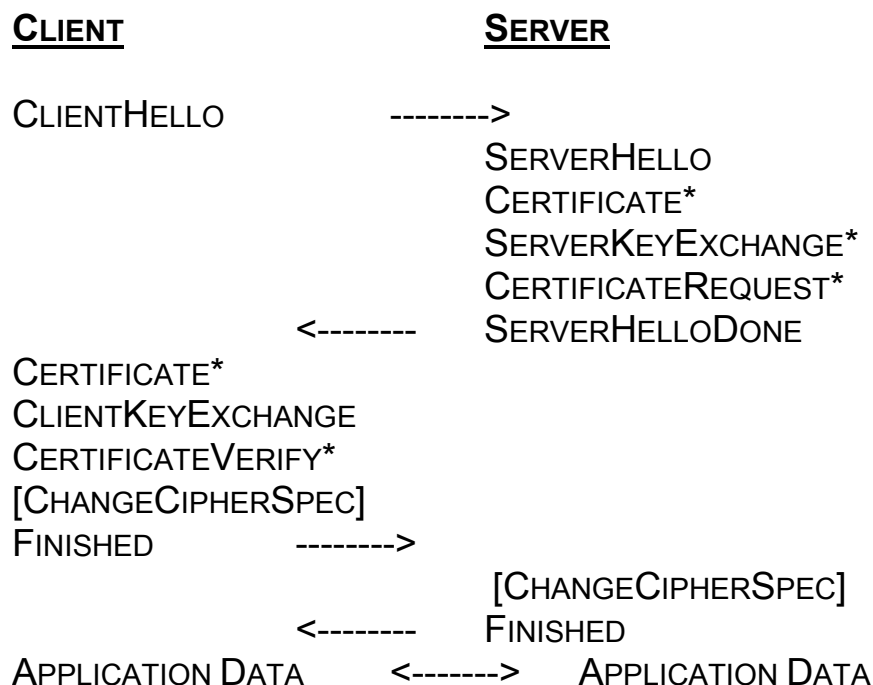 CLIENT SERVER
CLIENTHELLO -------->
SERVERHELLO
CERTIFICATE*
SERVERKEYEXCHANGE*
CERTIFICATEREQUEST*
<-------- SERVERHELLODONE
CERTIFICATE*
CLIENTKEYEXCHANGE
CERTIFICATEVERIFY*
[CHANGECIPHERSPEC]
FINISHED -------->
[CHANGECIPHERSPEC]
<-------- FINISHED
APPLICATION DATA <-------> APPLICATION DATA